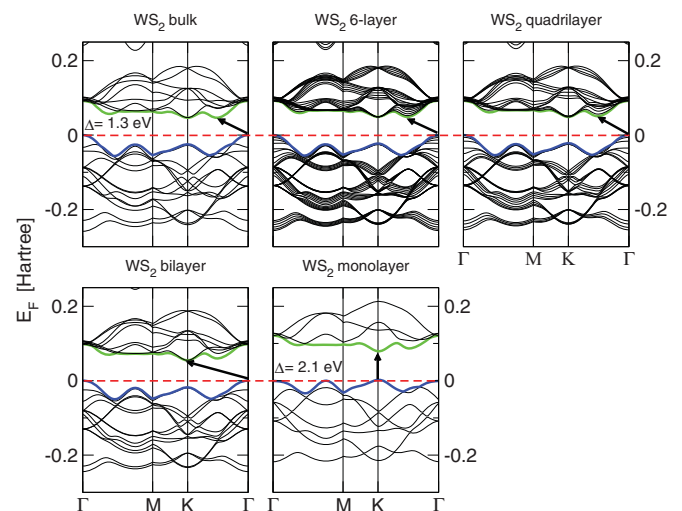 WS2 bulk
WS2 6-layer
WS2 quadrilayer
0.2
0
-0.2
Δ= 1.3 eV
0.2
0
-0.2
Γ M K Γ
E_F [Hartree]
WS2 bilayer
WS2 monolayer
0.2
0
-0.2
Δ= 2.1 eV
0.2
0
-0.2
Γ M K Γ
Γ M K Γ